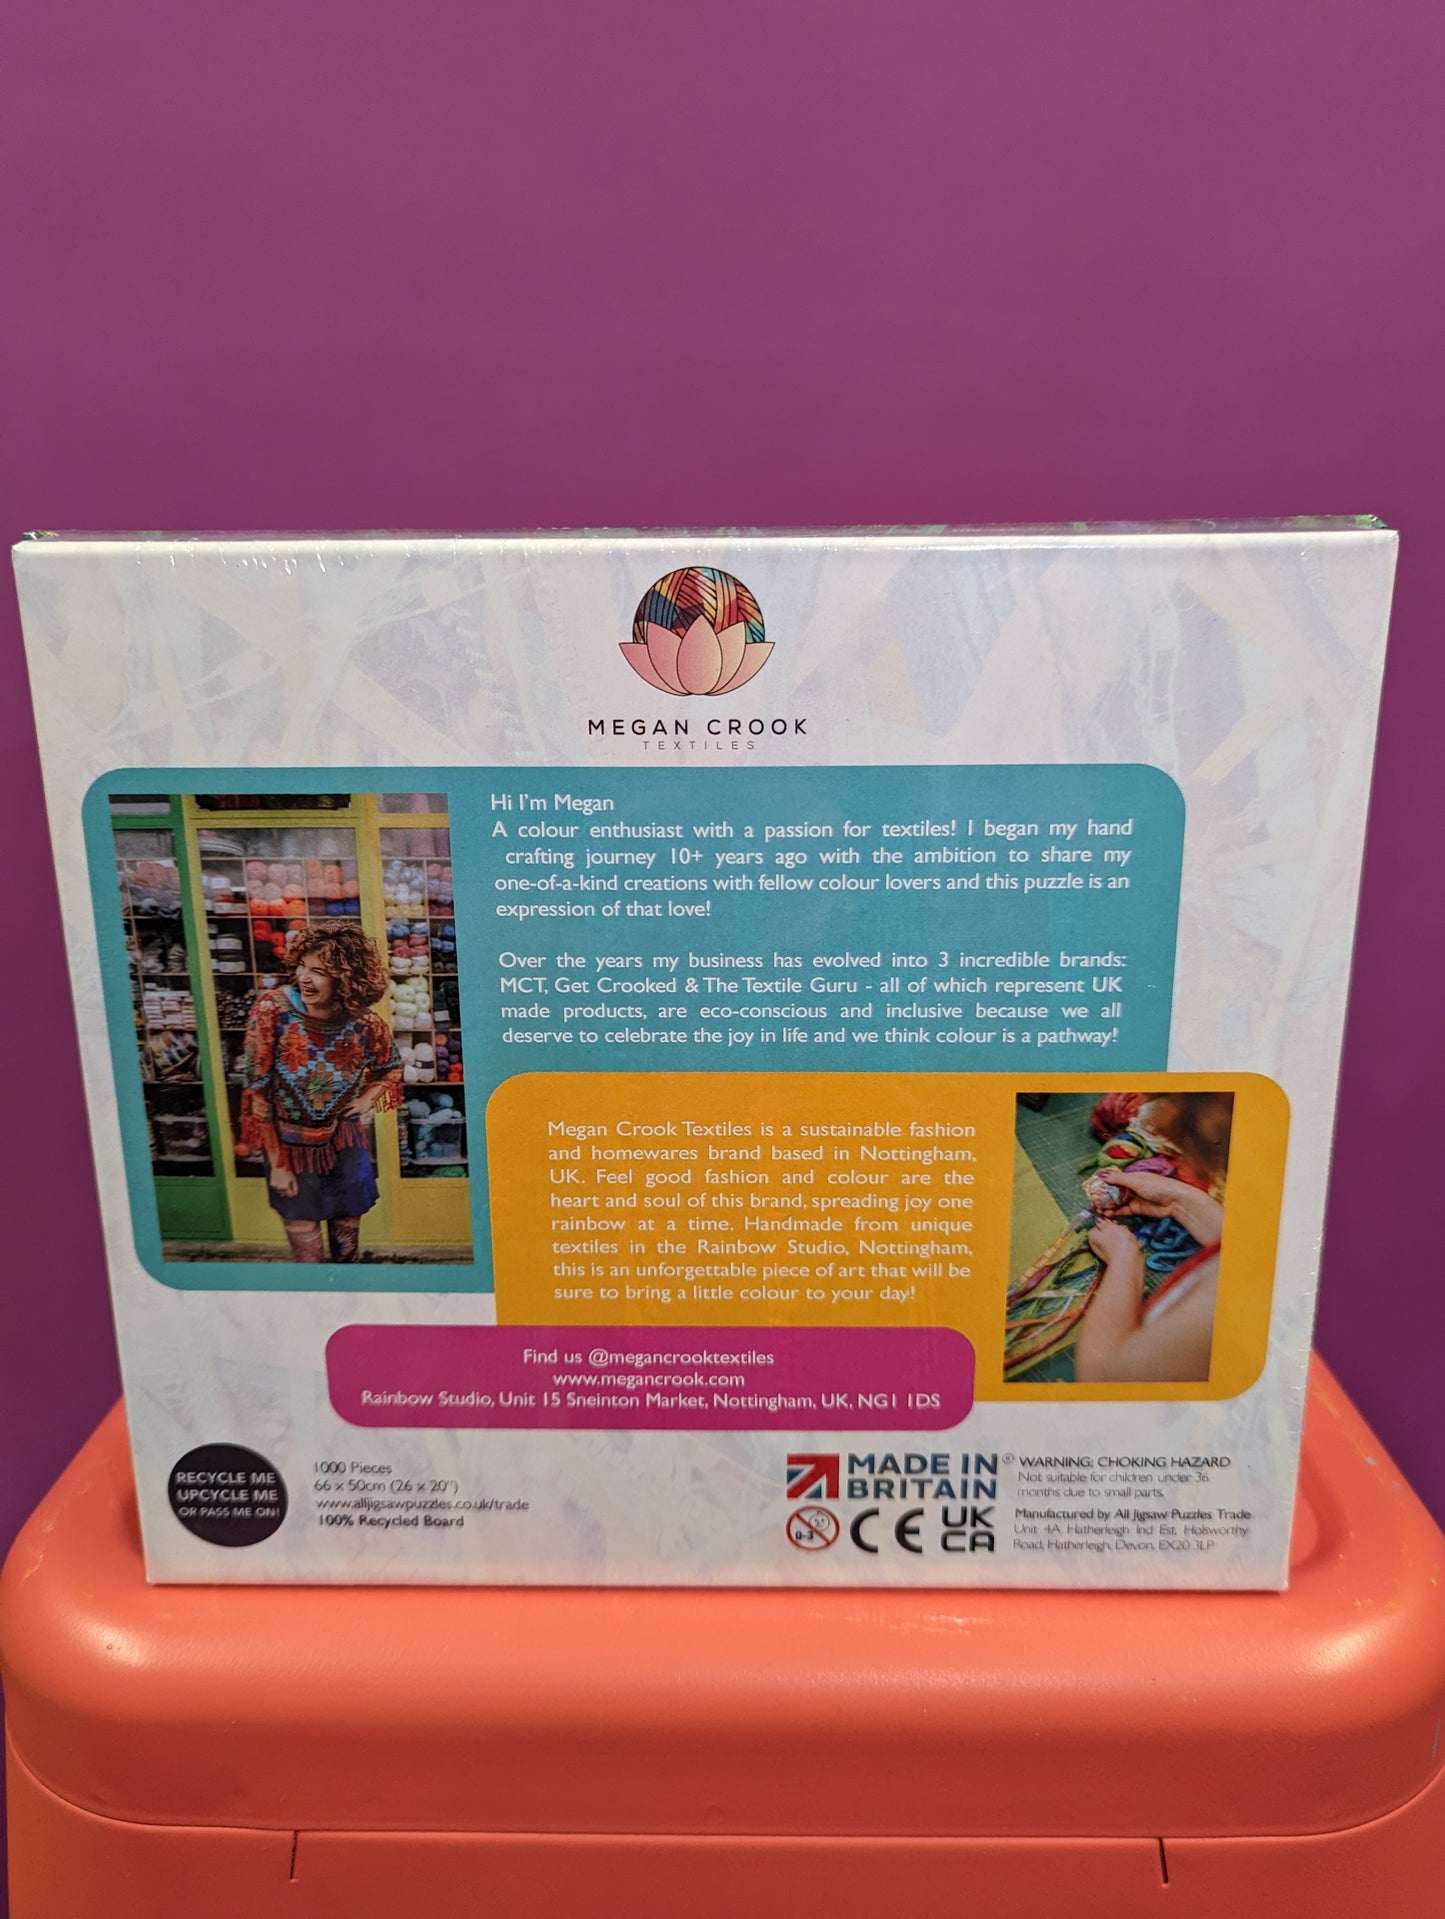 MEGAN CROOK
TEXTILES
Hi I'm Megan
A colour enthusiast with a passion for textiles! I began my hand
crafting journey 10+ years ago with the ambition to share my
one-of-a-kind creations with fellow colour lovers and this puzzle is an
expression of that love!
Over the years my business has evolved into 3 incredible brands:
MCT, Get Crooked & The Textile Guru - all of which represent UK
made products, are eco-conscious and inclusive because we all
deserve to celebrate the joy in life and we think colour is a pathway!
Megan Crook Textiles is a sustainable fashion
and homewares brand based in Nottingham,
UK. Feel good fashion and colour are the
heart and soul of this brand, spreading joy one
rainbow at a time. Handmade from unique
textiles in the Rainbow Studio, Nottingham,
this is an unforgettable piece of art that will be
sure to bring a little colour to your day!
Find us @megancrooktextiles
www.megancrook.com
Rainbow Studio, Unit 15 Sneinton Market, Nottingham, UK, NG1 1DS
RECYCLE ME
UPCYCLE ME
OR PASS ME ON!
1000 Pieces
66 x 50cm (26 x 20")
www.alljigsawpuzzles.co.uk/trade
100% Recycled Board
MADE IN
BRITAIN
®
0-3
CE
UK
CA
WARNING: CHOKING HAZARD
Not suitable for children under 36
months due to small parts.
Manufactured by All Jigsaw Puzzles Trade
Unit 4A Hatherleigh Ind Est, Holsworthy
Road, Hatherleigh, Devon, EX20 3LP